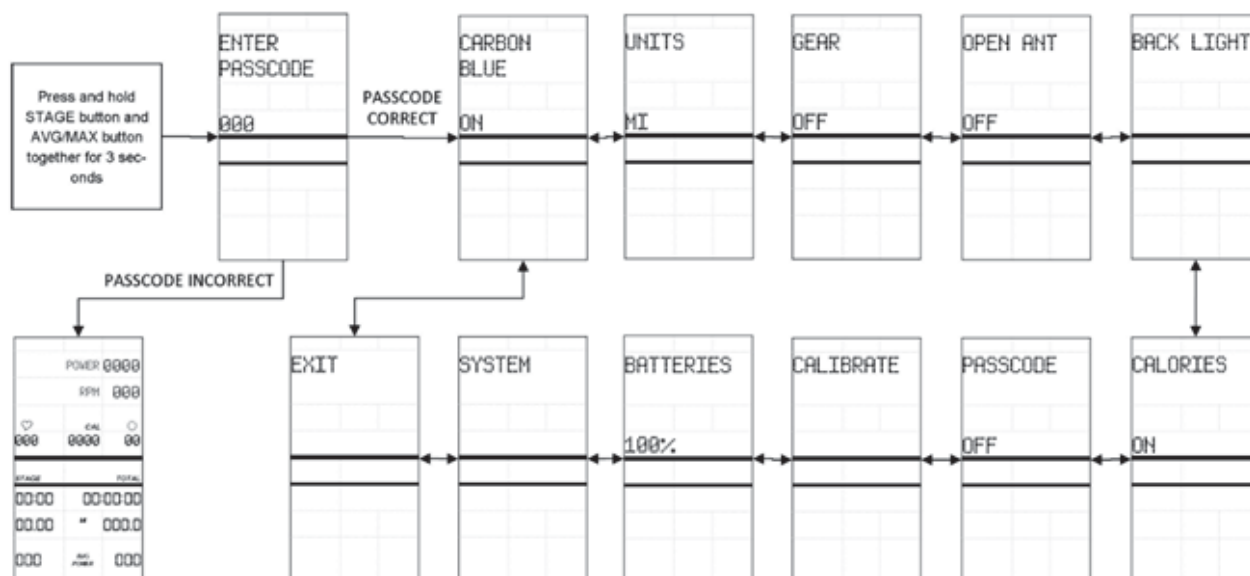 Press and hold
STAGE button and
AVG/MAX button
together for 3 sec-
onds
ENTER
PASSCODE
000
PASSCODE
CORRECT
CARBON
BLUE
ON
UNITS
MI
GEAR
OFF
OPEN ANT
OFF
BACK LIGHT
PASSCODE INCORRECT
POWER 0000
RPM 000
CAL
000 0000 00
STAGE TOTAL
00:00 00:00:00
00.00 000.0
000 AVG POWER 000
EXIT
SYSTEM
BATTERIES
100%
CALIBRATE
PASSCODE
OFF
CALORIES
ON